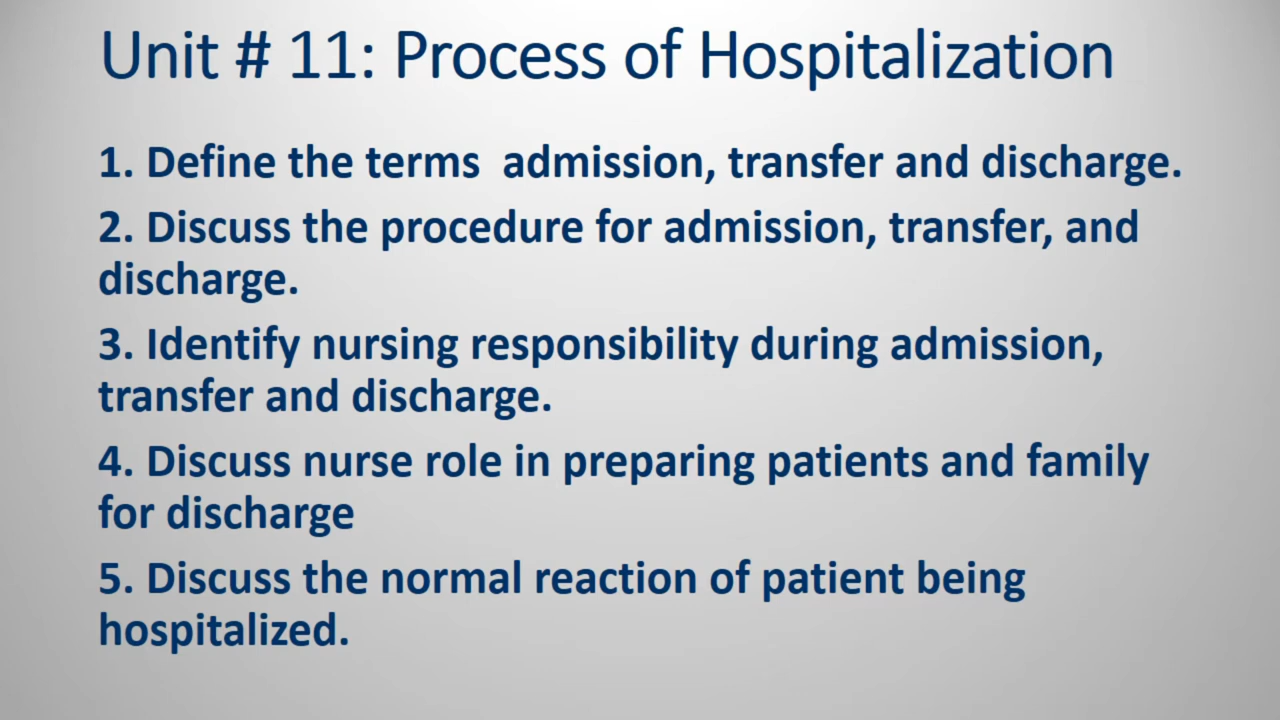 Unit # 11: Process of Hospitalization
1. Define the terms  admission, transfer and discharge.
2. Discuss the procedure for admission, transfer, and
discharge.
3. Identify nursing responsibility during admission,
transfer and discharge.
4. Discuss nurse role in preparing patients and family
for discharge
5. Discuss the normal reaction of patient being
hospitalized.